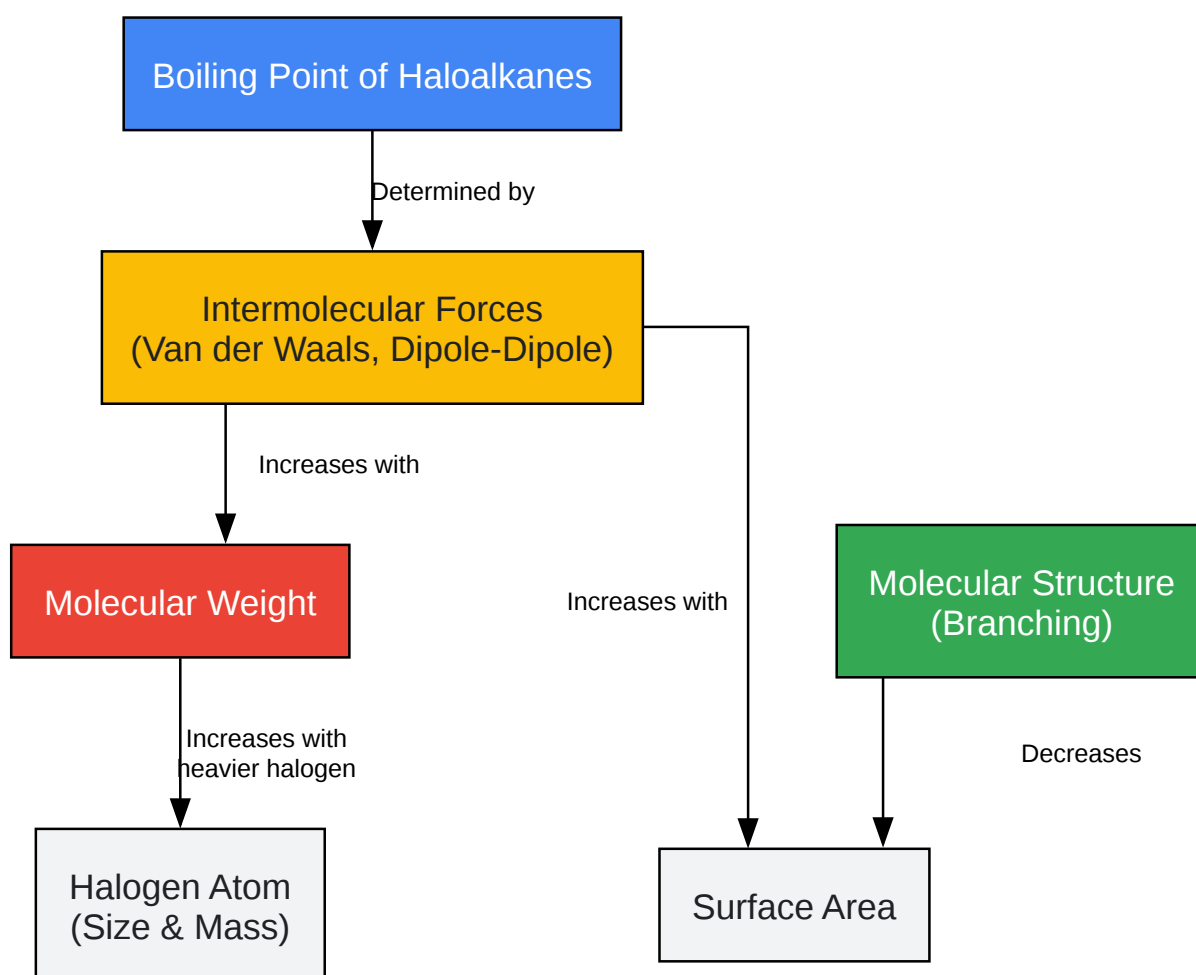 Boiling Point of Haloalkanes
Determined by
Intermolecular Forces
(Van der Waals, Dipole-Dipole)
Increases with
Increases with
Molecular Weight
Molecular Structure
(Branching)
Increases with
heavier halogen
Decreases
Halogen Atom
(Size & Mass)
Surface Area